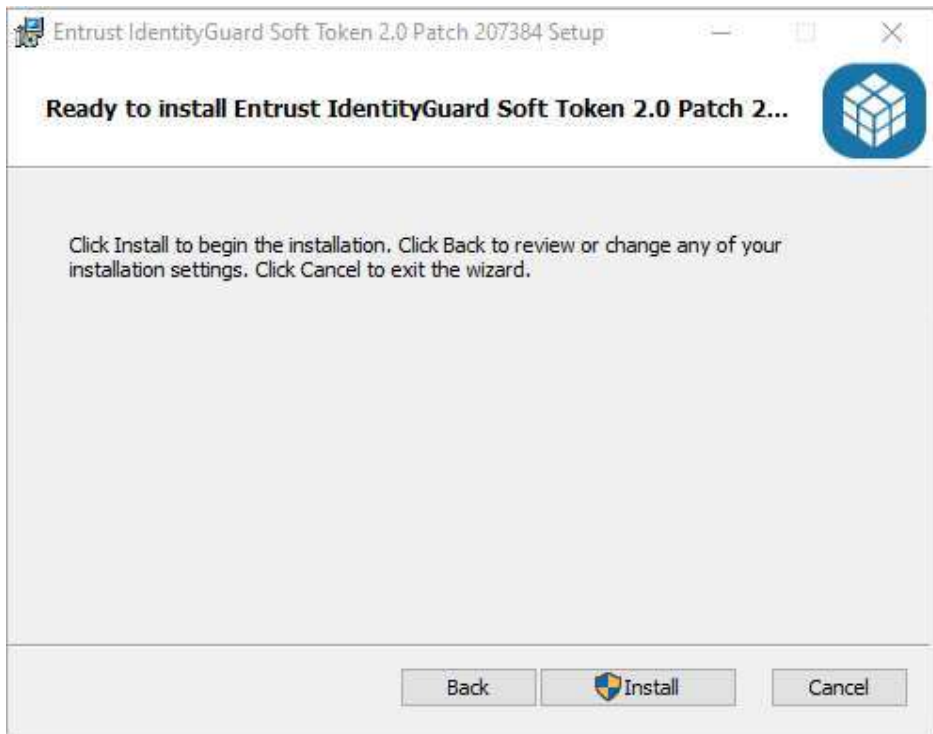 Entrust IdentityGuard Soft Token 2.0 Patch 207384 Setup
Ready to install Entrust IdentityGuard Soft Token 2.0 Patch 2...
Click Install to begin the installation. Click Back to review or change any of your
installation settings. Click Cancel to exit the wizard.
Back
Install
Cancel